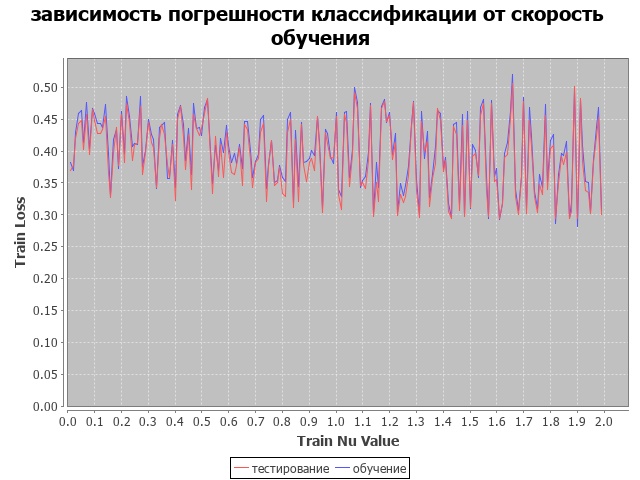 зависимость погрешности классификации от скорость
обучения
0.50
0.45
0.40
0.35
0.30
0.25
0.20
0.15
0.10
0.05
0.00
Train Loss
0.0 0.1 0.2 0.3 0.4 0.5 0.6 0.7 0.8 0.9 1.0 1.1 1.2 1.3 1.4 1.5 1.6 1.7 1.8 1.9 2.0
Train Nu Value
тестирование обучение